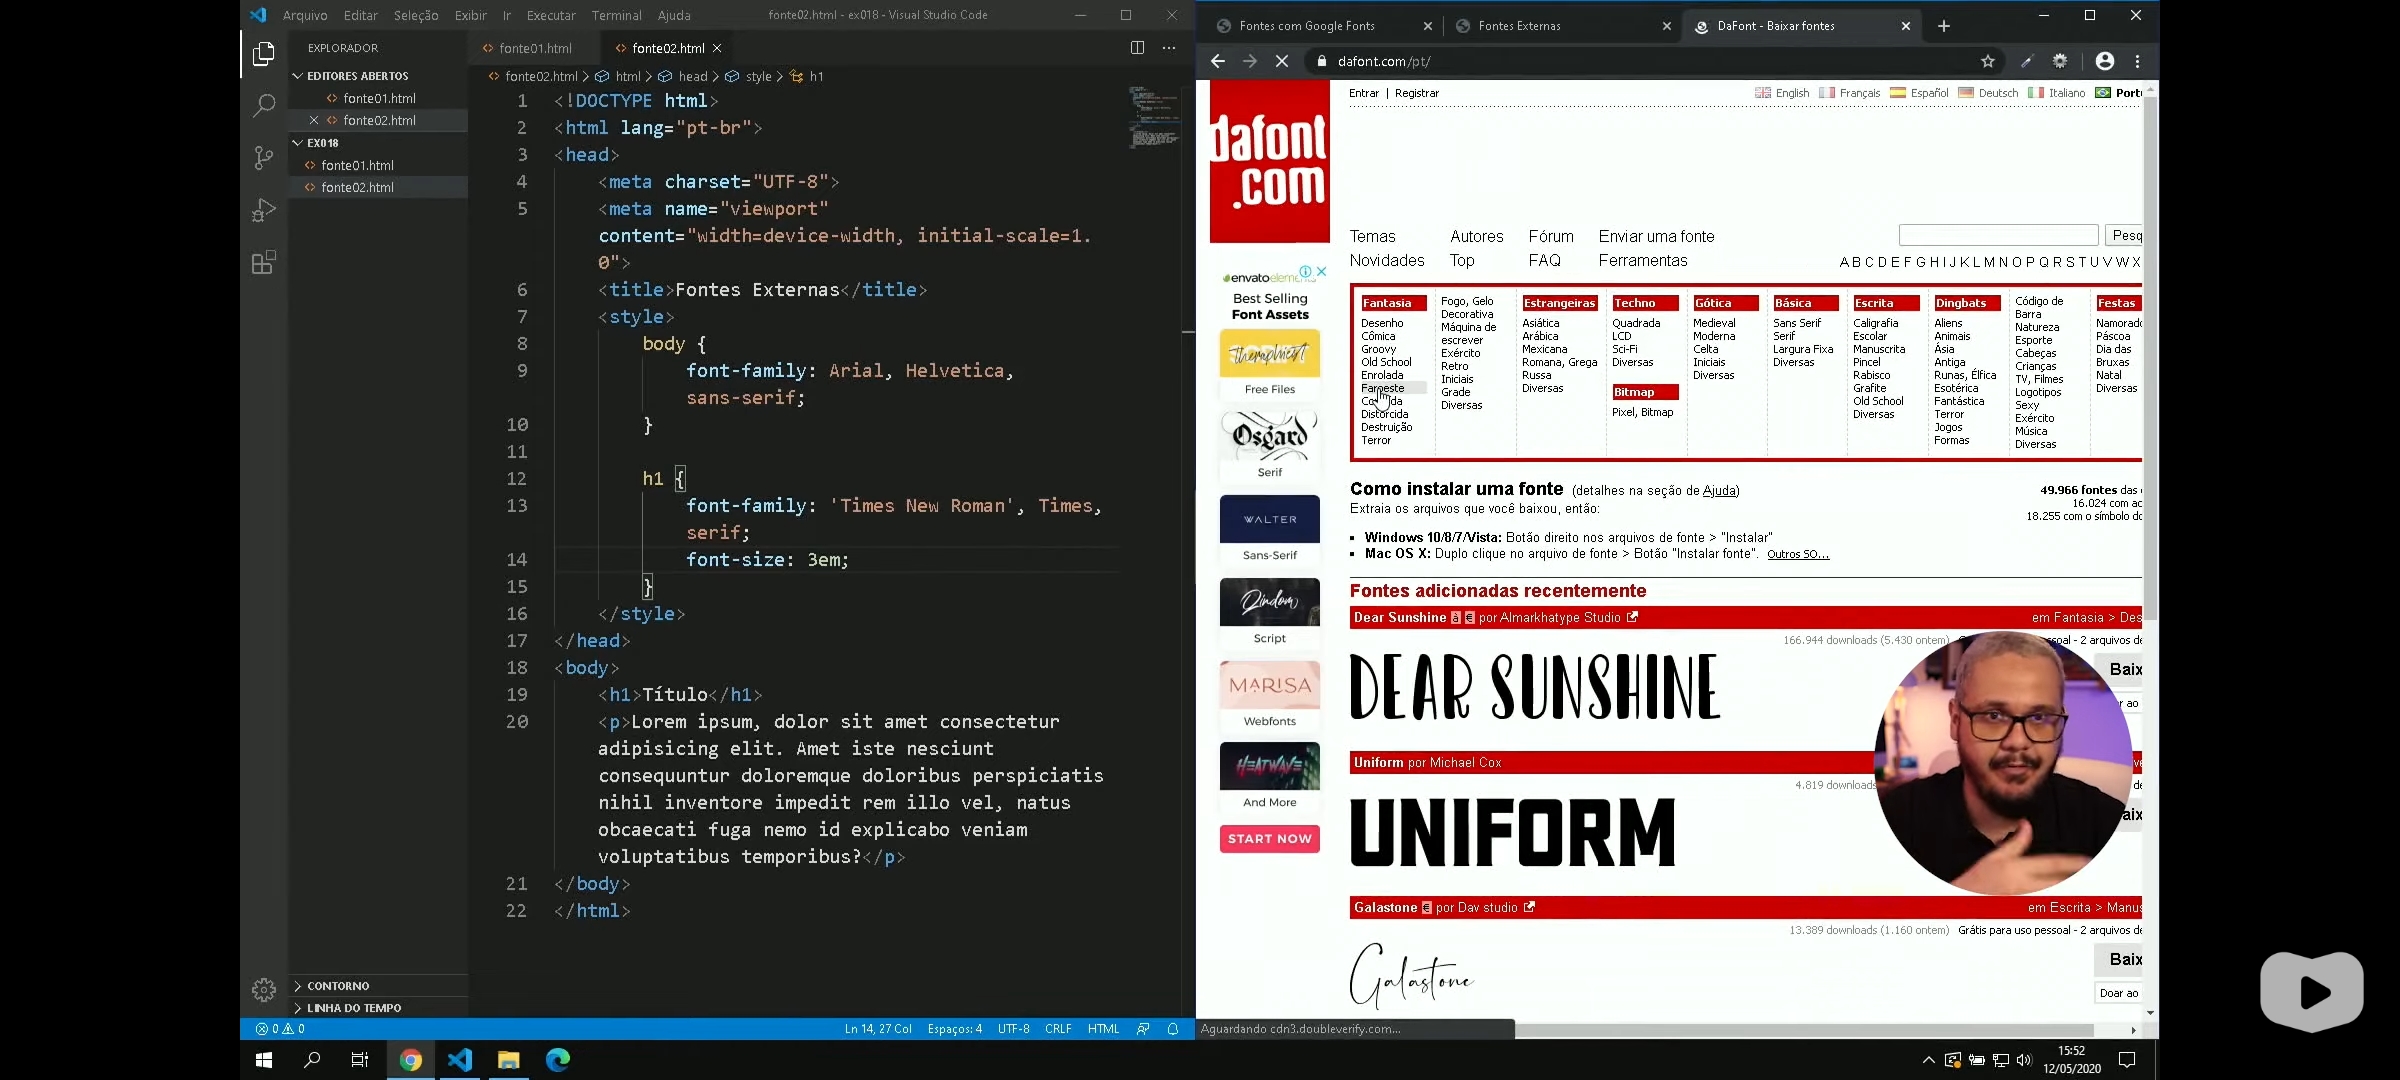 Arquivo Editar Seleção Exibir Ir Executar Terminal Ajuda
fonte02.html - ex018 - Visual Studio Code
EXPLORADOR
EDITORES ABERTOS
fonte01.html
fonte02.html
EX018
fonte01.html
fonte02.html
CONTORNO
LINHA DO TEMPO
fonte01.html
fonte02.html
fonte02.html > html > head > style > h1
1 <!DOCTYPE html>
2 <html lang="pt-br">
3 <head>
4 <meta charset="UTF-8">
5 <meta name="viewport"
content="width=device-width, initial-scale=1.
0">
6 <title>Fontes Externas</title>
7 <style>
8 body {
9 font-family: Arial, Helvetica,
sans-serif;
10 }
11
12 h1 {
13 font-family: 'Times New Roman', Times,
serif;
14 font-size: 3em;
15 }
16 </style>
17 </head>
18 <body>
19 <h1>Título</h1>
20 <p>Lorem ipsum, dolor sit amet consectetur
adipisicing elit. Amet iste nesciunt
consequuntur doloremque doloribus perspiciatis
nihil inventore impedit rem illo vel, natus
obcaecati fuga nemo id explicabo veniam
voluptatibus temporibus?</p>
21 </body>
22 </html>
0 0
Ln 14, 27 Col Espaços: 4 UTF-8 CRLF HTML
Fontes com Google Fonts
Fontes Externas
DaFont - Baixar fontes
dafont.com/pt/
dafont
.com
Entrar | Registrar
English Français Español Deutsch Italiano Port
Temas Autores Fórum Enviar uma fonte
Novidades Top FAQ Ferramentas
Pesq
A B C D E F G H I J K L M N O P Q R S T U V W X
Fantasia
Desenho
Cômica
Groovy
Old School
Enrolada
Faroeste
Distorcida
Destruição
Terror
Fogo, Gelo
Decorativa
Máquina de
escrever
Exército
Retro
Iniciais
Grade
Diversas
Estrangeiras
Asiática
Arábica
Mexicana
Romana, Grega
Russa
Diversas
Techno
Quadrada
LCD
Sci-Fi
Diversas
Bitmap
Pixel, Bitmap
Gótica
Medieval
Moderna
Celta
Iniciais
Diversas
Básica
Sans Serif
Serif
Largura Fixa
Diversas
Escrita
Caligrafia
Escolar
Manuscrita
Pincel
Rabisco
Grafite
Old School
Diversas
Dingbats
Aliens
Animais
Ásia
Antiga
Runas, Élfica
Esotérica
Fantástica
Terror
Jogos
Formas
Código de
Barra
Natureza
Esporte
Cabeças
Crianças
TV, Filmes
Logotipos
Sexy
Exército
Música
Diversas
Festas
Namorad
Páscoa
Dia das
Bruxas
Natal
Diversas
envato
Best Selling
Font Assets
Free Files
Osgard
Serif
WALTER
Sans-Serif
Script
MARISA
Webfonts
HEATWAVE
And More
START NOW
Como instalar uma fonte (detalhes na seção de Ajuda)
Extraia os arquivos que você baixou, então:
Windows 10/8/7/Vista: Botão direito nos arquivos de fonte > "Instalar"
Mac OS X: Duplo clique no arquivo de fonte > Botão "Instalar fonte". Outros SO...
49.966 fontes das
16.024 com ac
18.255 com o símbolo do
Fontes adicionadas recentemente
Dear Sunshine à € por Almarkhatype Studio
em Fantasia > Des
166.944 downloads (5.430 ontem)
ssoal - 2 arquivos de
Baix
DEAR SUNSHINE
Uniform por Michael Cox
4.819 downloads
UNIFORM
Galastone € por Dav studio
em Escrita > Manus
13.389 downloads (1.160 ontem) Grátis para uso pessoal - 2 arquivos de
Baix
Doar ao
Galastone
Aguardando cdn3.doubleverify.com...
15:52
12/05/2020